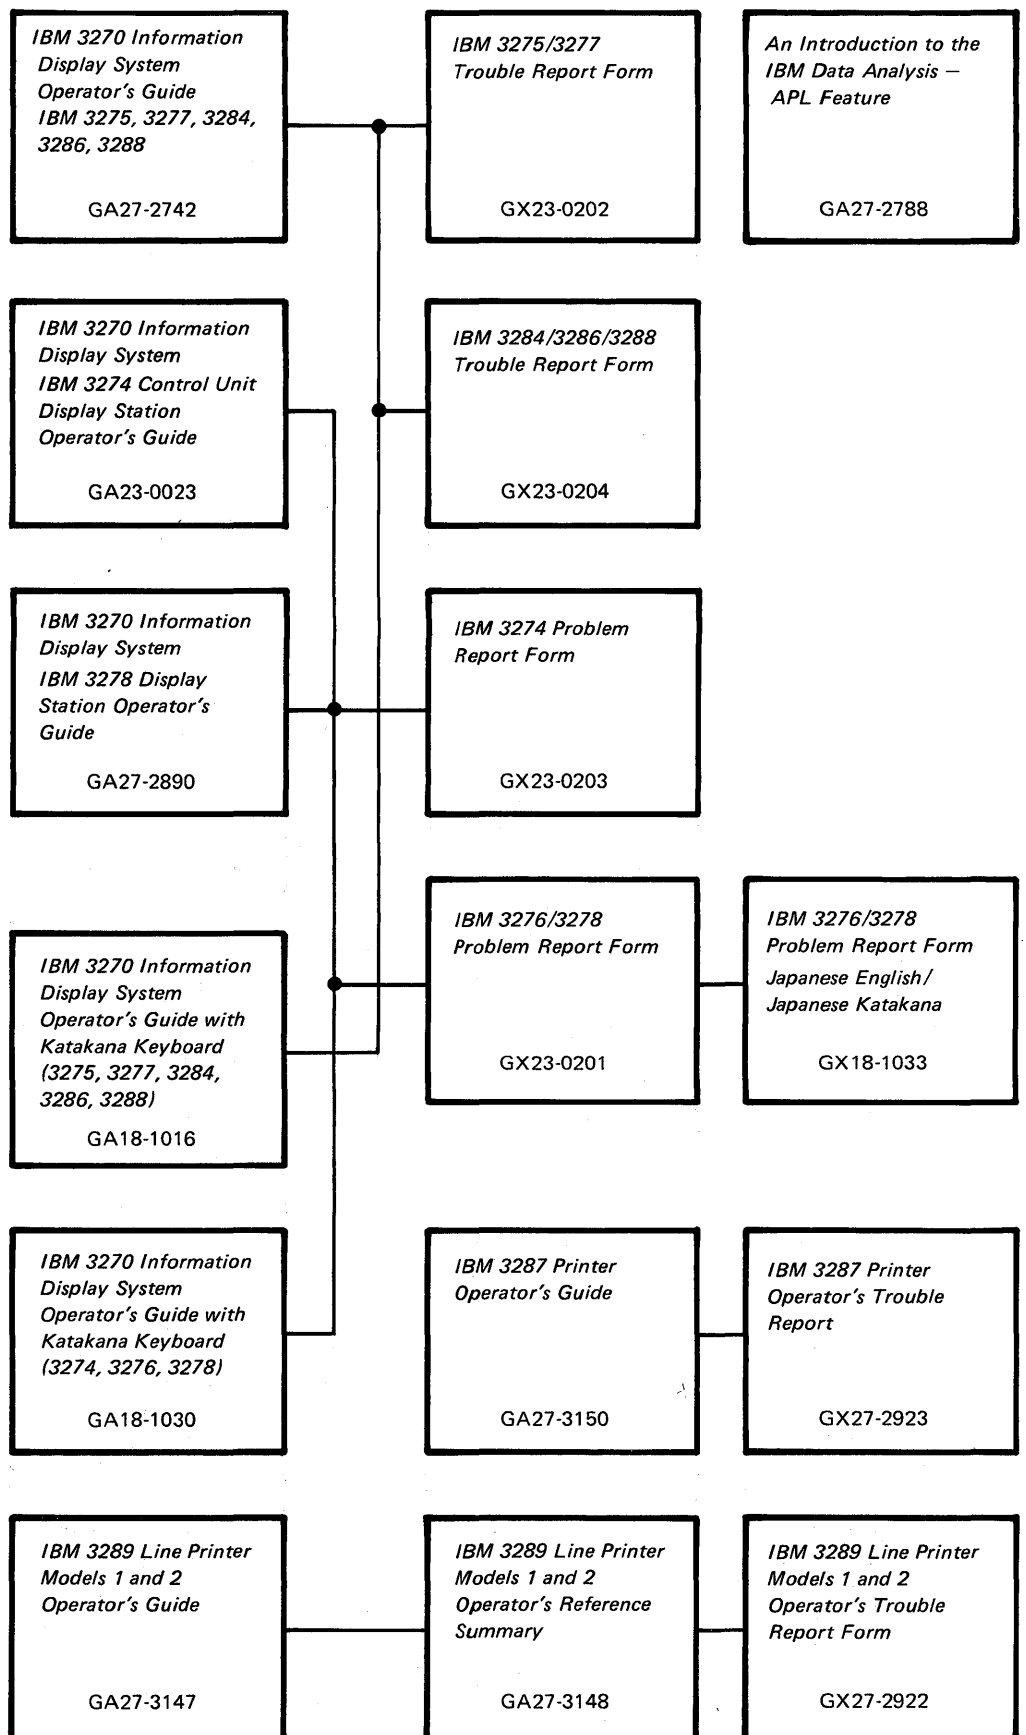 IBM 3270 Information
Display System
Operator's Guide
IBM 3275, 3277, 3284,
3286, 3288
GA27-2742
IBM 3275/3277
Trouble Report Form
GX23-0202
An Introduction to the
IBM Data Analysis —
APL Feature
GA27-2788
IBM 3270 Information
Display System
IBM 3274 Control Unit
Display Station
Operator's Guide
GA23-0023
IBM 3284/3286/3288
Trouble Report Form
GX23-0204
IBM 3270 Information
Display System
IBM 3278 Display
Station Operator's
Guide
GA27-2890
IBM 3274 Problem
Report Form
GX23-0203
IBM 3270 Information
Display System
Operator's Guide with
Katakana Keyboard
(3275, 3277, 3284,
3286, 3288)
GA18-1016
IBM 3276/3278
Problem Report Form
GX23-0201
IBM 3276/3278
Problem Report Form
Japanese English/
Japanese Katakana
GX18-1033
IBM 3270 Information
Display System
Operator's Guide with
Katakana Keyboard
(3274, 3276, 3278)
GA18-1030
IBM 3287 Printer
Operator's Guide
GA27-3150
IBM 3287 Printer
Operator's Trouble
Report
GX27-2923
IBM 3289 Line Printer
Models 1 and 2
Operator's Guide
GA27-3147
IBM 3289 Line Printer
Models 1 and 2
Operator's Reference
Summary
GA27-3148
IBM 3289 Line Printer
Models 1 and 2
Operator's Trouble
Report Form
GX27-2922